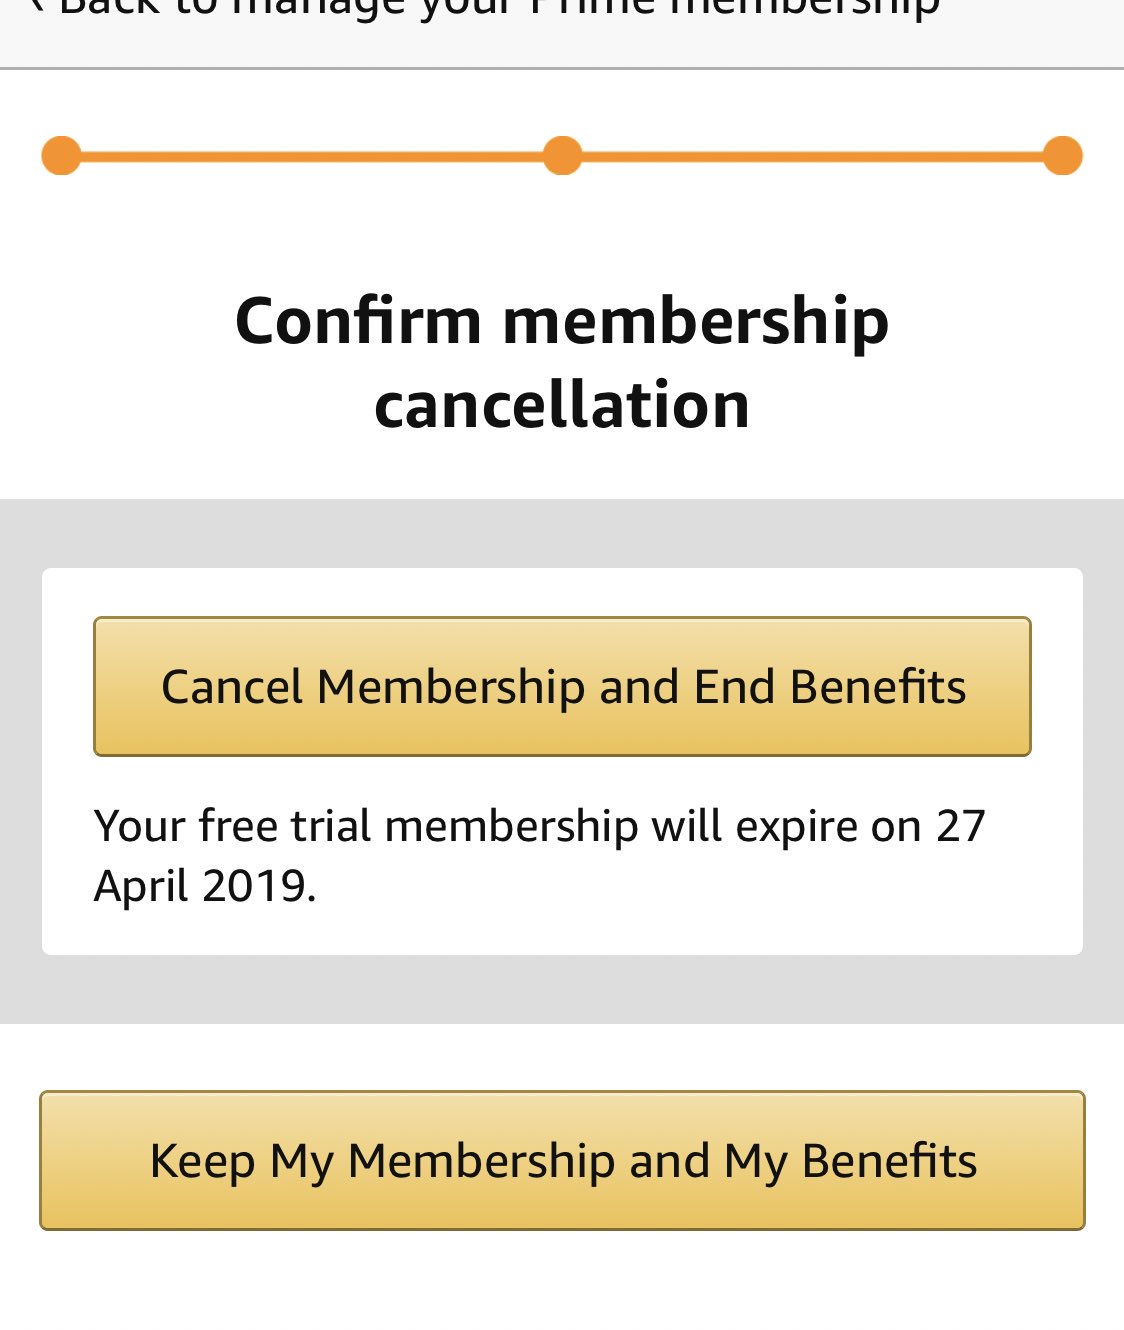 Back to manage your Prime membership
Confirm membership
cancellation
Cancel Membership and End Benefits
Your free trial membership will expire on 27
April 2019.
Keep My Membership and My Benefits